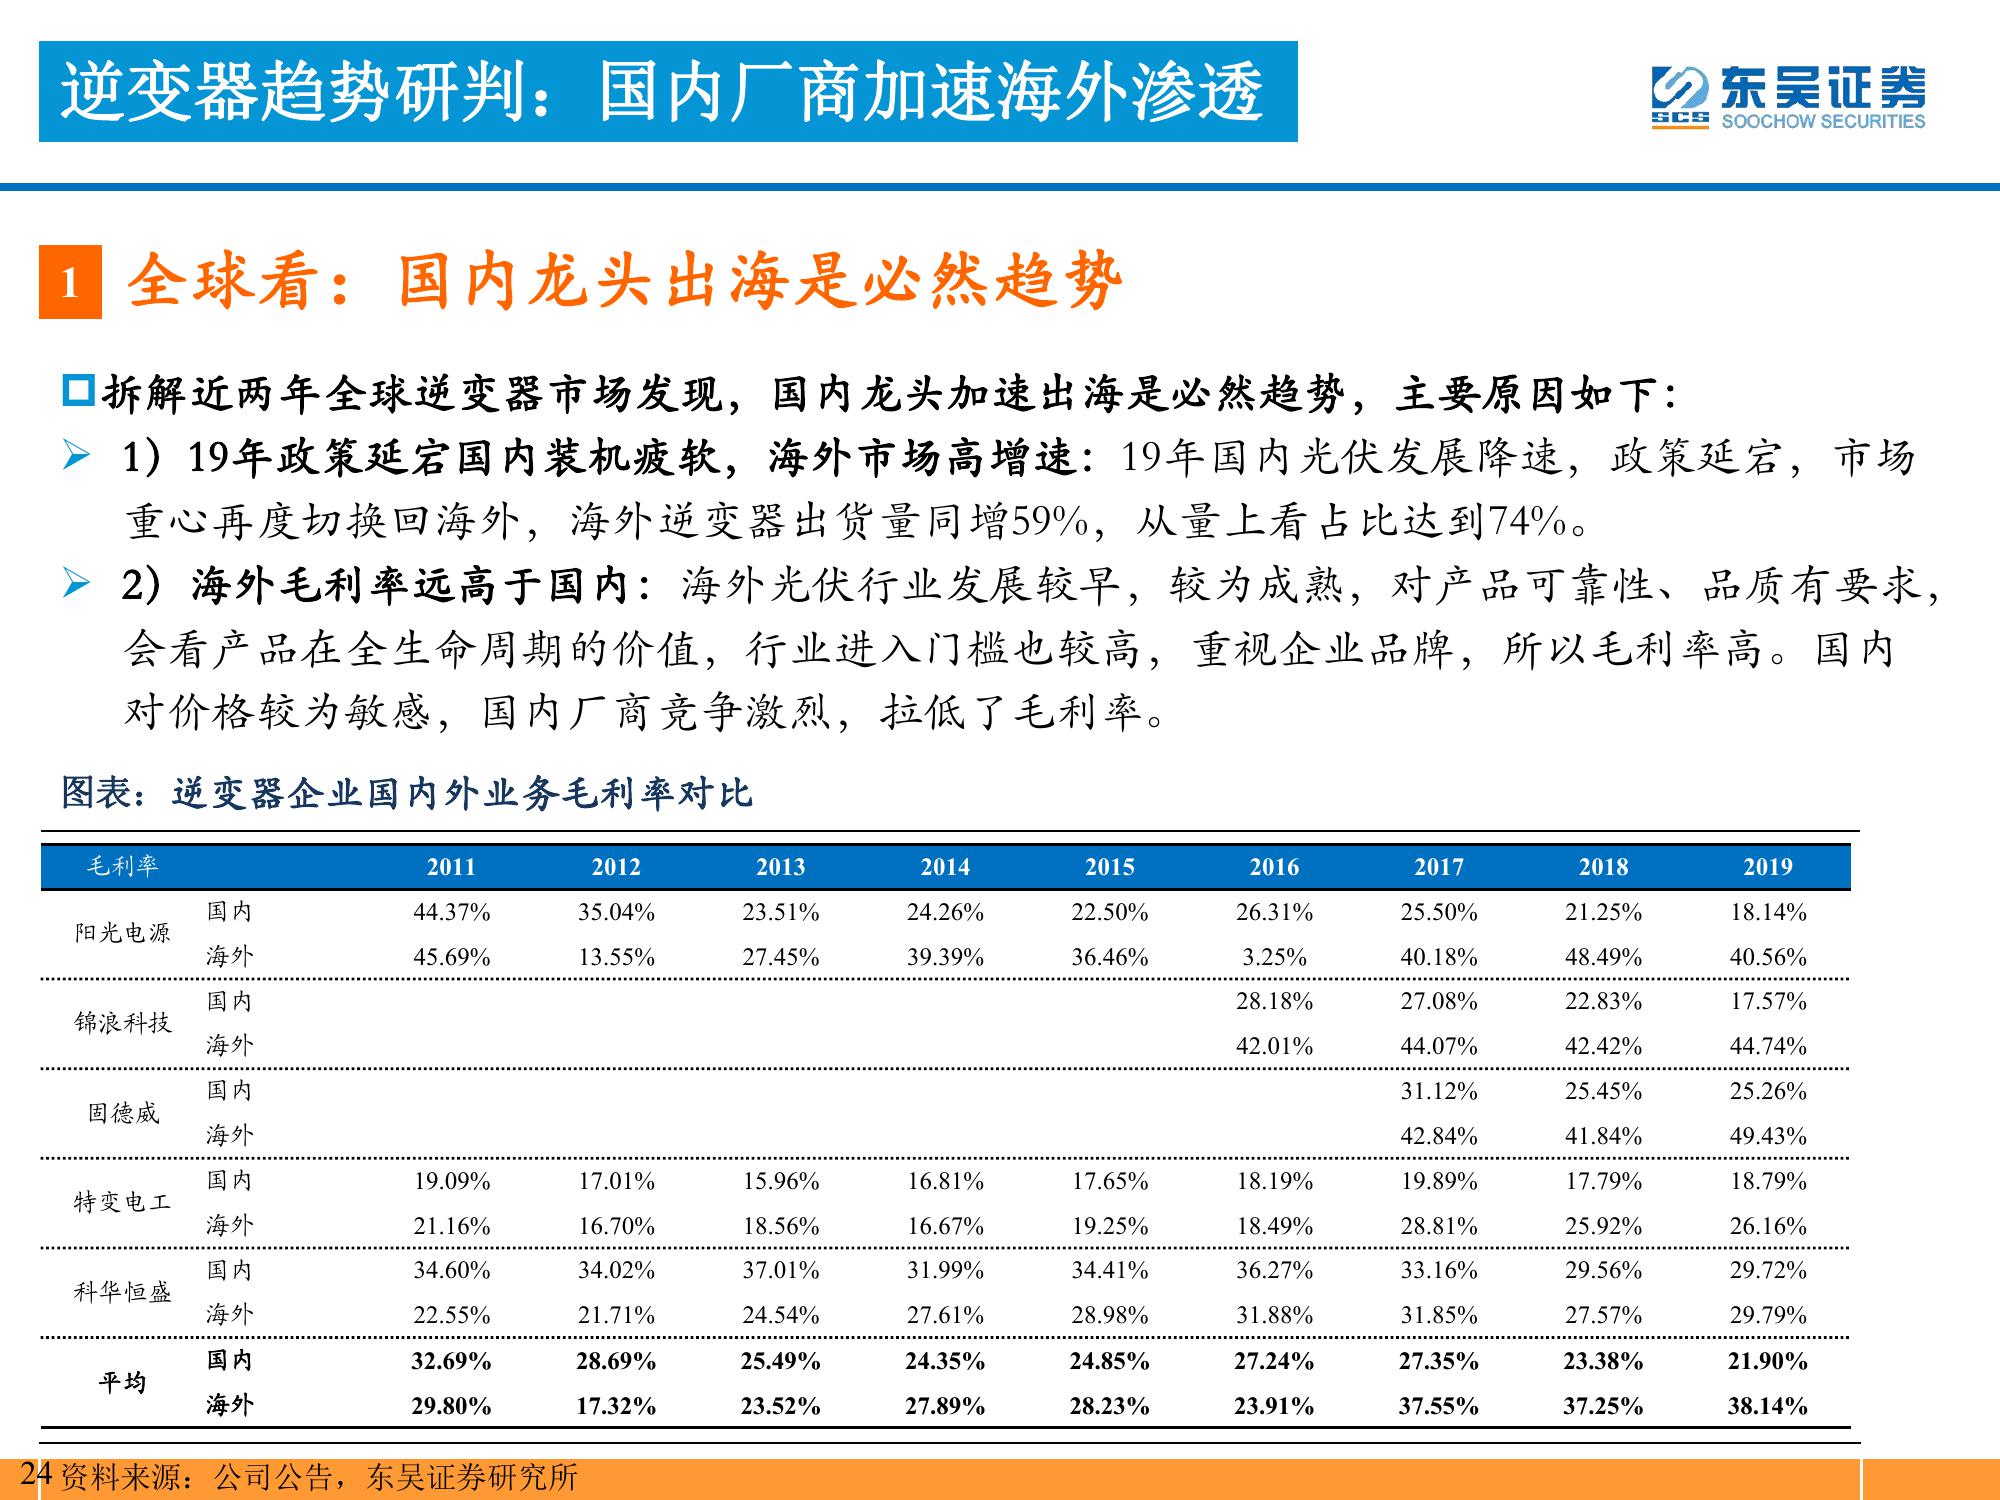 逆变器趋势研判：国内厂商加速海外渗透
SCS
东吴证券
SOOCHOW SECURITIES
1 全球看：国内龙头出海是必然趋势
拆解近两年全球逆变器市场发现，国内龙头加速出海是必然趋势，主要原因如下：
1）19年政策延宕国内装机疲软，海外市场高增速：19年国内光伏发展降速，政策延宕，市场
重心再度切换回海外，海外逆变器出货量同增59%，从量上看占比达到74%。
2）海外毛利率远高于国内：海外光伏行业发展较早，较为成熟，对产品可靠性、品质有要求，
会看产品在全生命周期的价值，行业进入门槛也较高，重视企业品牌，所以毛利率高。国内
对价格较为敏感，国内厂商竞争激烈，拉低了毛利率。
图表：逆变器企业国内外业务毛利率对比
毛利率 2011 2012 2013 2014 2015 2016 2017 2018 2019
阳光电源
国内 44.37% 35.04% 23.51% 24.26% 22.50% 26.31% 25.50% 21.25% 18.14%
海外 45.69% 13.55% 27.45% 39.39% 36.46% 3.25% 40.18% 48.49% 40.56%
锦浪科技
国内 28.18% 27.08% 22.83% 17.57%
海外 42.01% 44.07% 42.42% 44.74%
固德威
国内 31.12% 25.45% 25.26%
海外 42.84% 41.84% 49.43%
特变电工
国内 19.09% 17.01% 15.96% 16.81% 17.65% 18.19% 19.89% 17.79% 18.79%
海外 21.16% 16.70% 18.56% 16.67% 19.25% 18.49% 28.81% 25.92% 26.16%
科华恒盛
国内 34.60% 34.02% 37.01% 31.99% 34.41% 36.27% 33.16% 29.56% 29.72%
海外 22.55% 21.71% 24.54% 27.61% 28.98% 31.88% 31.85% 27.57% 29.79%
平均
国内 32.69% 28.69% 25.49% 24.35% 24.85% 27.24% 27.35% 23.38% 21.90%
海外 29.80% 17.32% 23.52% 27.89% 28.23% 23.91% 37.55% 37.25% 38.14%
24 资料来源：公司公告，东吴证券研究所